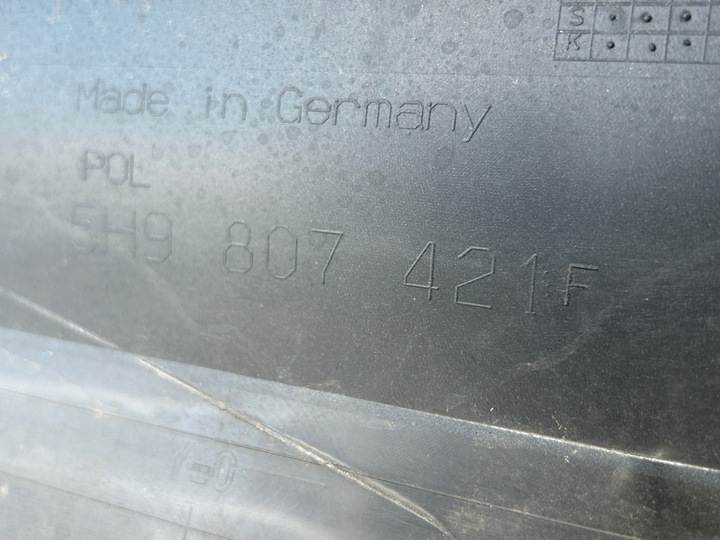 S
K
Made in Germany
POL
5H9 807 421 F
Y=0